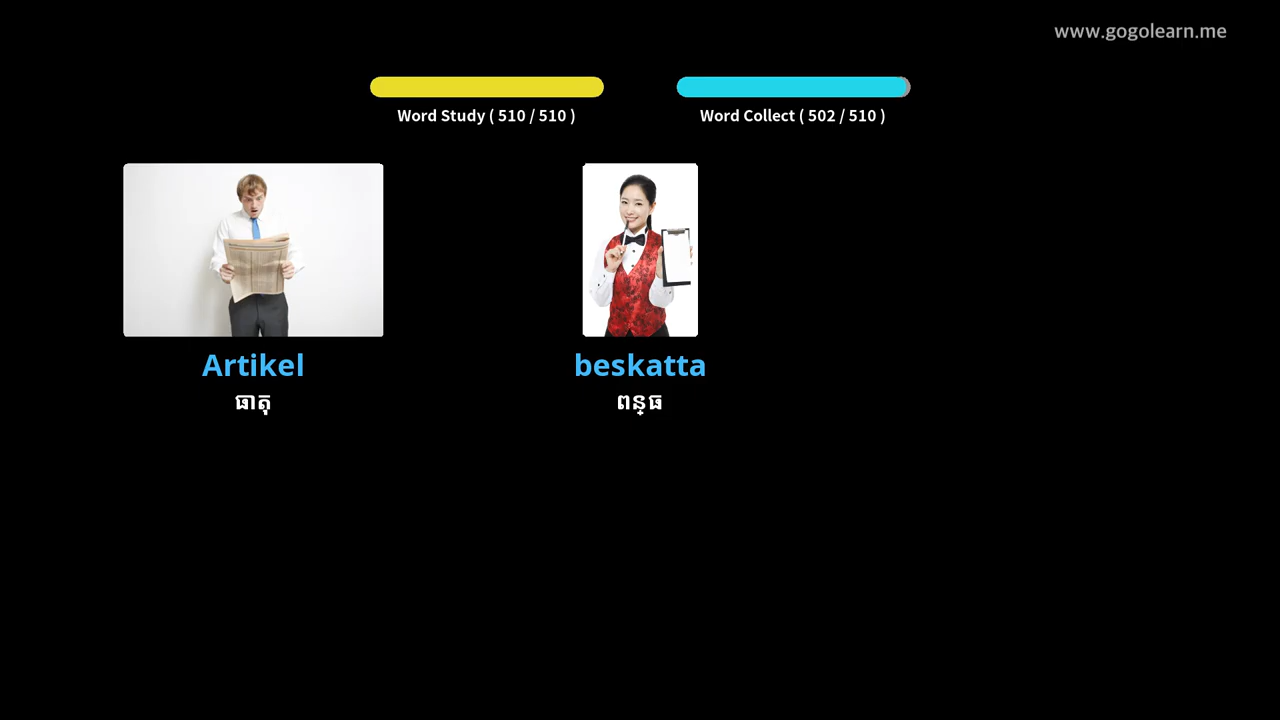 www.gogolearn.me
Word Study ( 510 / 510 )
Word Collect ( 502 / 510 )
Artikel
ធាតុ
beskatta
ពន្ធ